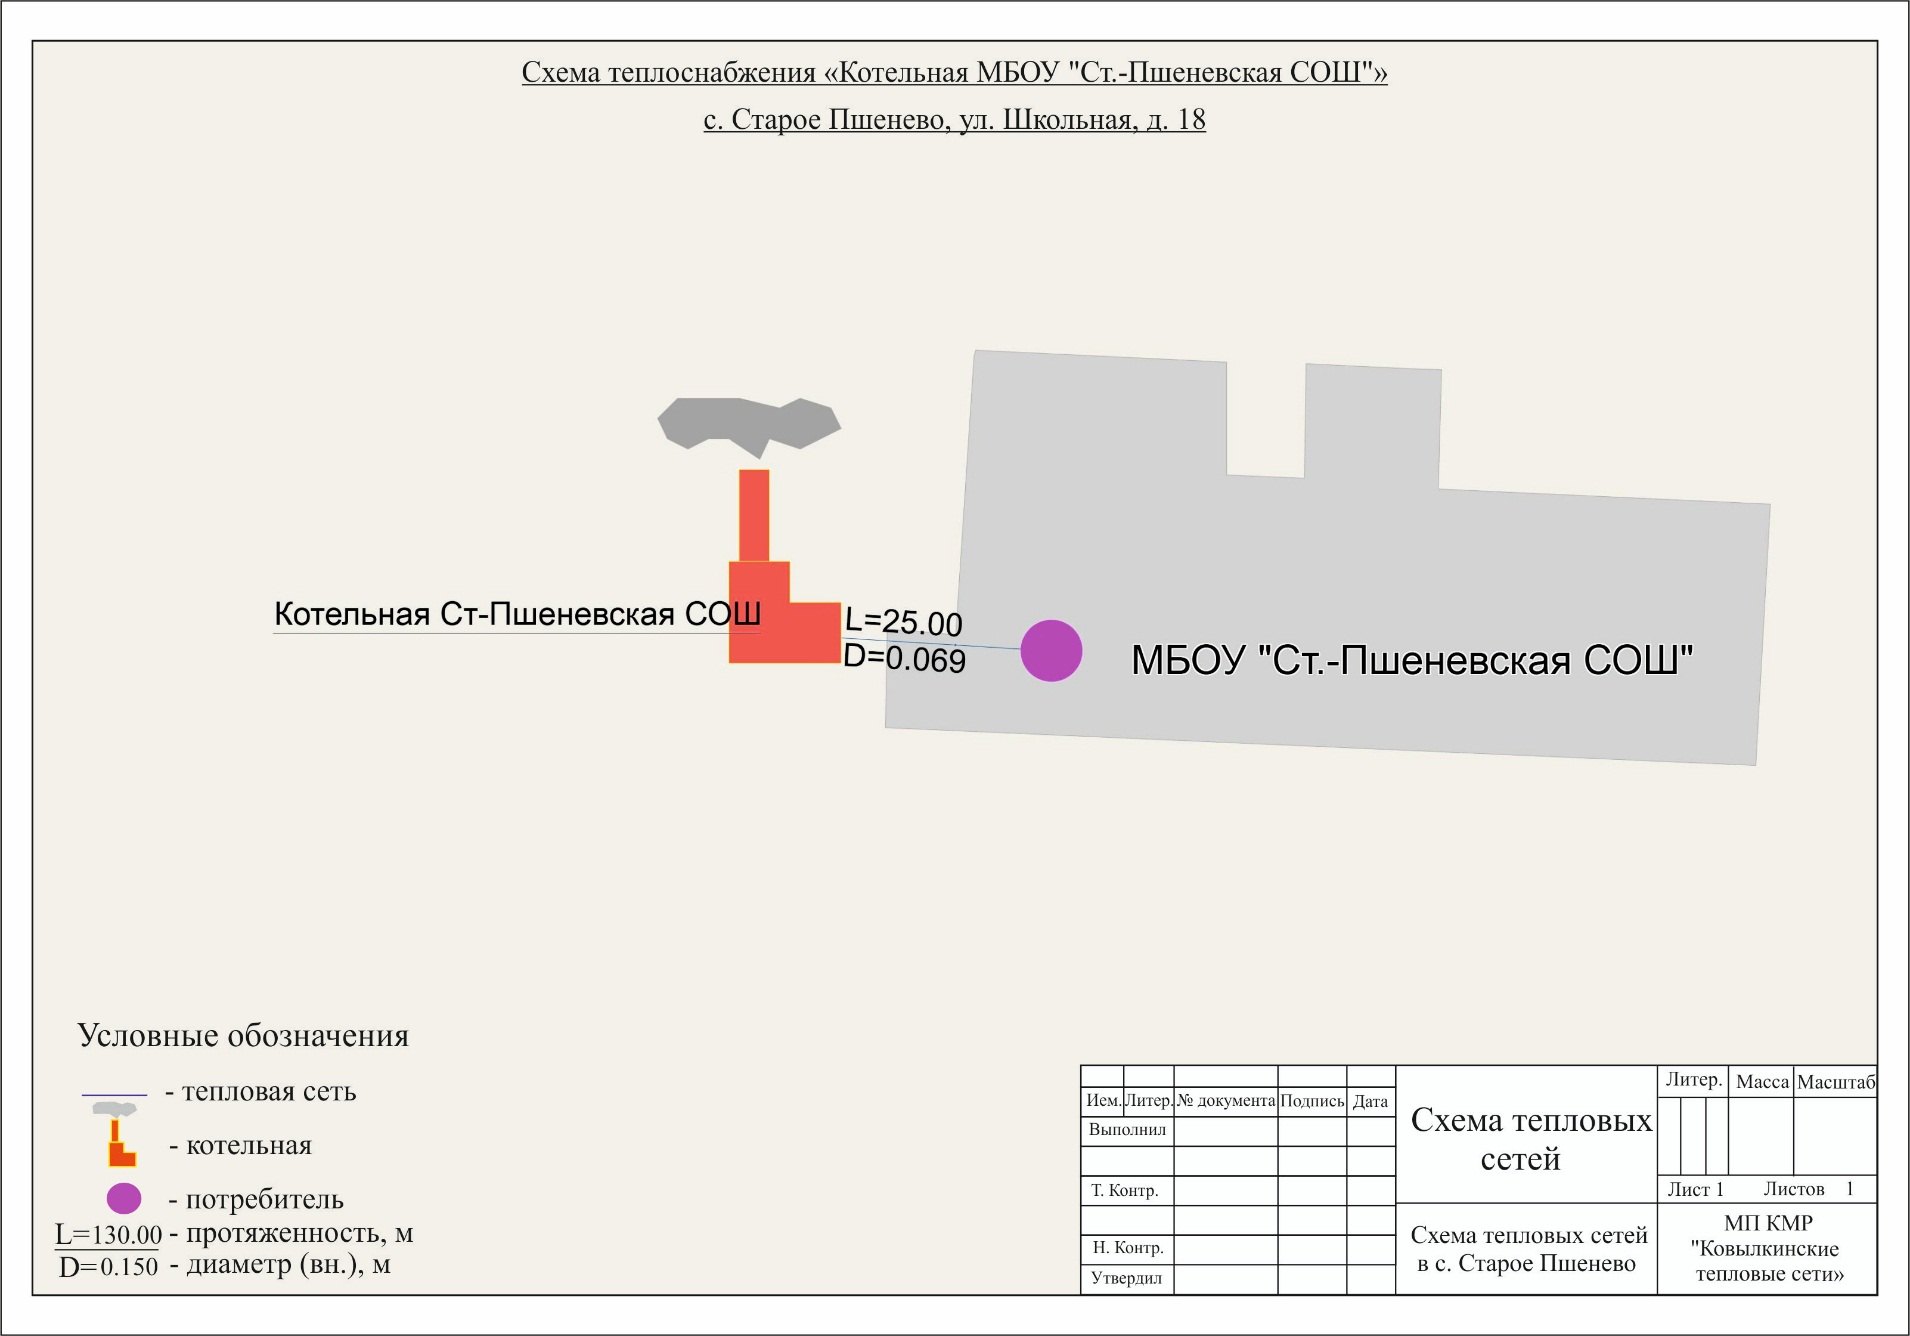 Схема теплоснабжения «Котельная МБОУ "Ст.-Пшеневская СОШ"»
с. Старое Пшенево, ул. Школьная, д. 18
Котельная Ст-Пшеневская СОШ
L=25.00
D=0.069
МБОУ "Ст.-Пшеневская СОШ"
Условные обозначения
- тепловая сеть
- котельная
- потребитель
L=130.00 - протяженность, м
D=0.150 - диаметр (вн.), м
Ием. Литер. № документа Подпись Дата
Выполнил
Т. Контр.
Н. Контр.
Утвердил
Схема тепловых
сетей
Схема тепловых сетей
в с. Старое Пшенево
Литер. Масса Масштаб
Лист 1 Листов 1
МП КМР
"Ковылкинские
тепловые сети»